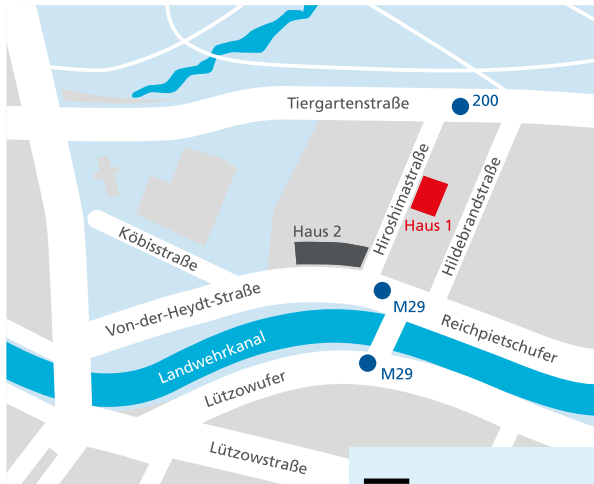 Tiergartenstraße
200
Hiroshimastraße
Hildebrandstraße
Haus 1
Haus 2
Köbisstraße
Von-der-Heydt-Straße
M29
Reichpietschufer
Landwehrkanal
M29
Lützowufer
Lützowstraße